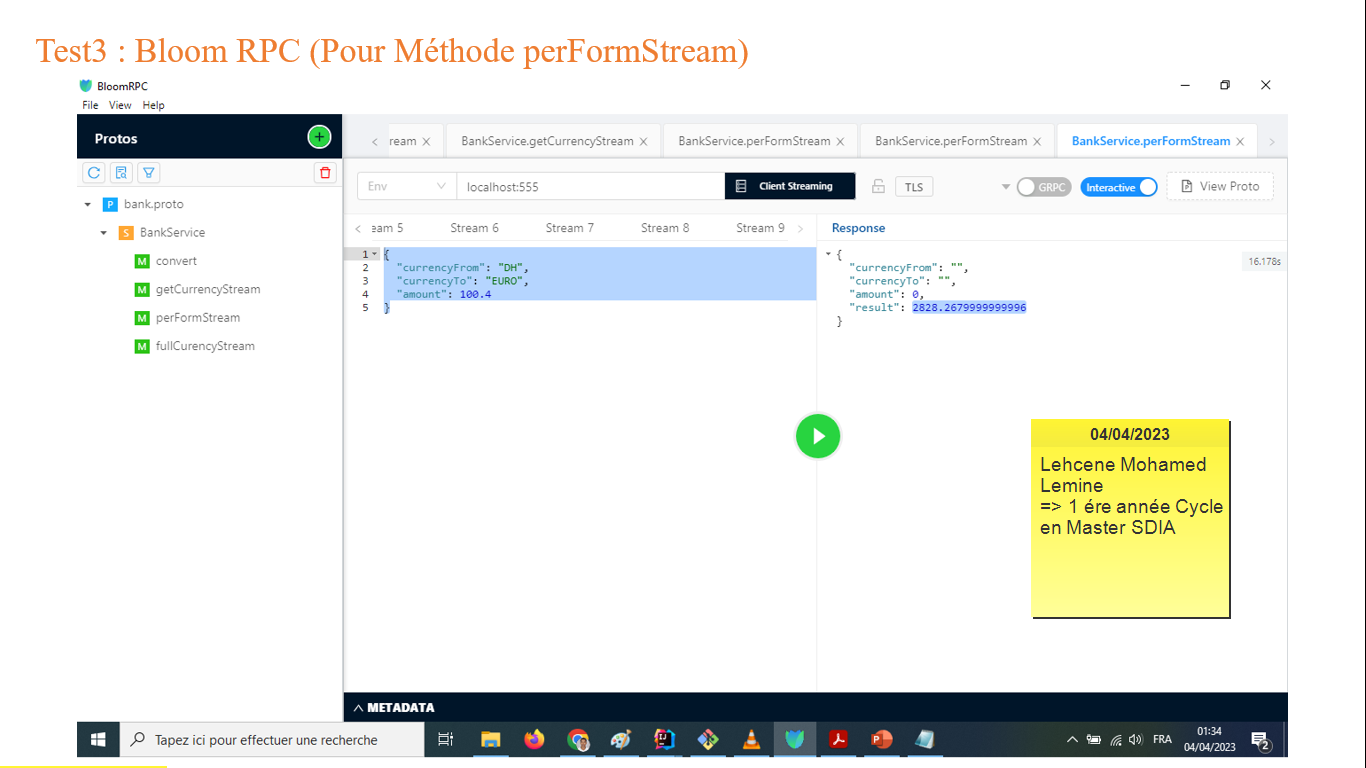 Test3 : Bloom RPC (Pour Méthode perFormStream)
BloomRPC
File View Help
Protos
ream
BankService.getCurrencyStream
BankService.perFormStream
BankService.perFormStream
BankService.perFormStream
Env
localhost:555
Client Streaming
TLS
GRPC
Interactive
View Proto
P bank.proto
S BankService
M convert
M getCurrencyStream
M perFormStream
M fullCurencyStream
eam 5 Stream 6 Stream 7 Stream 8 Stream 9
1 {
2 "currencyFrom": "DH",
3 "currencyTo": "EURO",
4 "amount": 100.4
5 }
Response
{
"currencyFrom": "",
"currencyTo": "",
"amount": 0,
"result": 2828.2679999999996
}
16.178s
04/04/2023
Lehcene Mohamed
Lemine
=> 1 ére année Cycle
en Master SDIA
METADATA
Tapez ici pour effectuer une recherche
FRA
01:34
04/04/2023
2